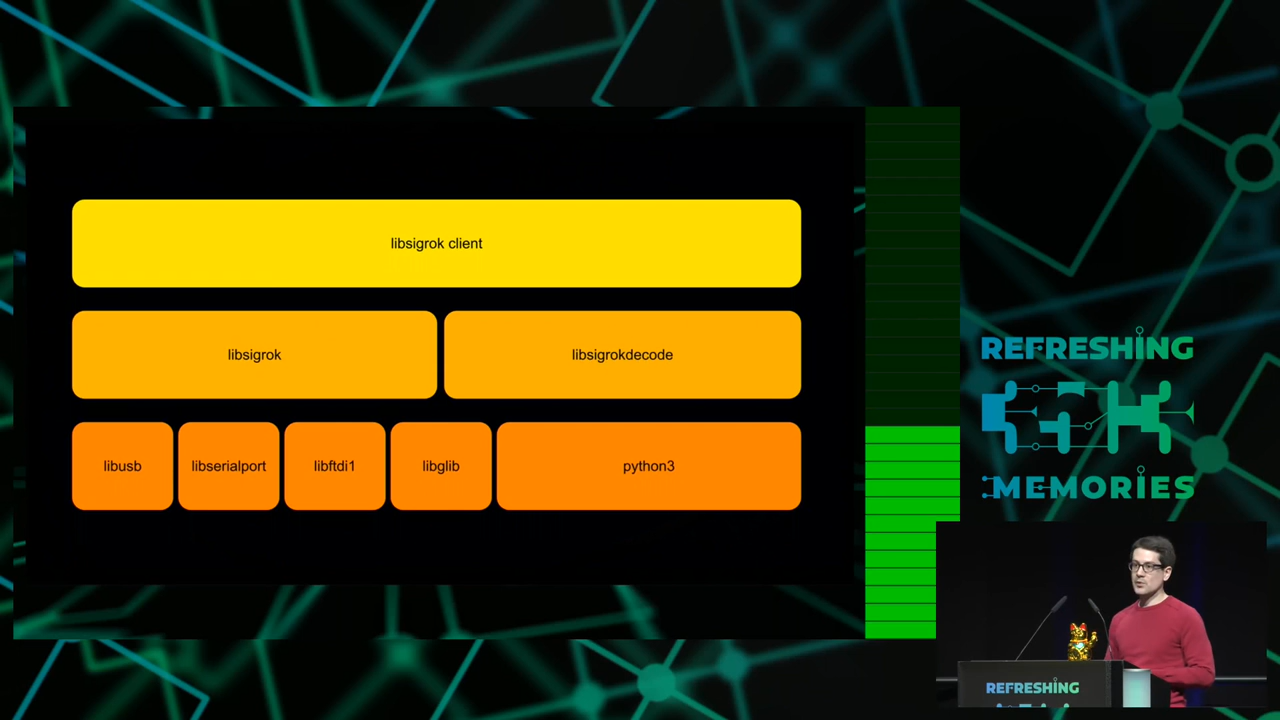 libsigrok client
libsigrok
libsigrokdecode
libusb
libserialport
libftdi1
libglib
python3
REFRESHING
MEMORIES
REFRESHING